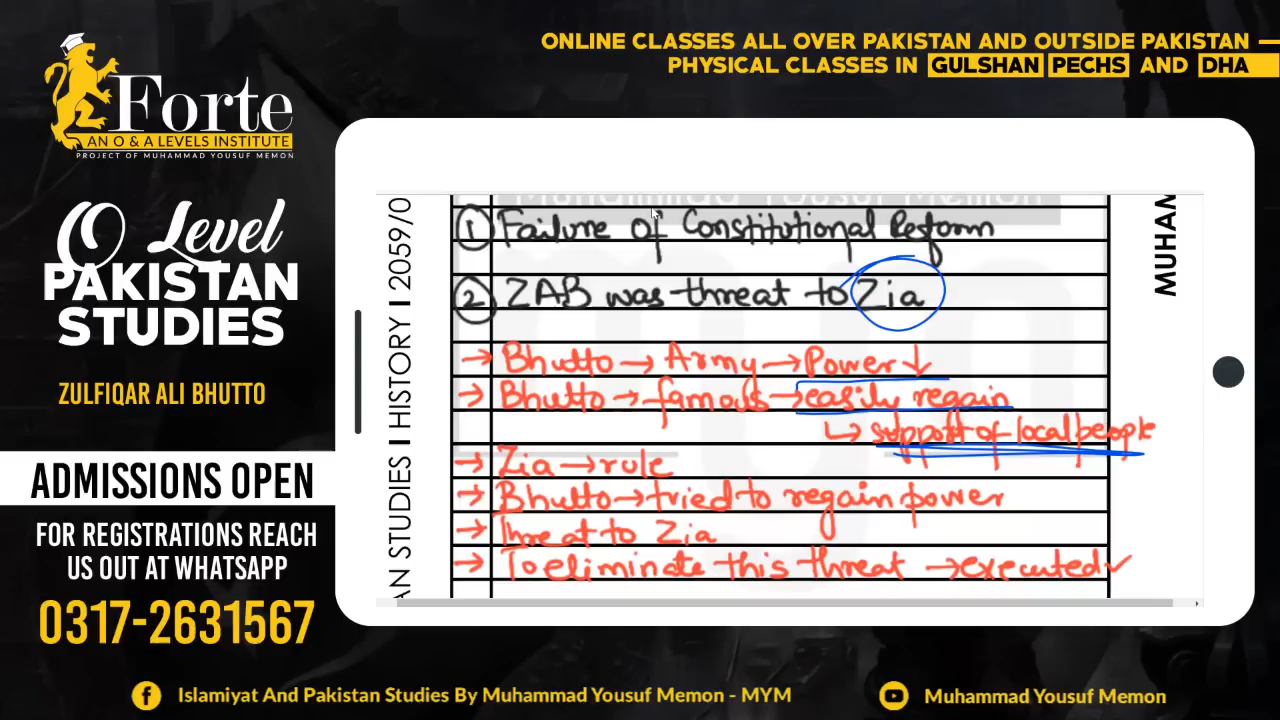 Forte
AN O & A LEVELS INSTITUTE
PROJECT OF MUHAMMAD YOUSUF MEMON
ONLINE CLASSES ALL OVER PAKISTAN AND OUTSIDE PAKISTAN
PHYSICAL CLASSES IN GULSHAN PECHS AND DHA
O Level
PAKISTAN
STUDIES
ZULFIQAR ALI BHUTTO
ADMISSIONS OPEN
FOR REGISTRATIONS REACH
US OUT AT WHATSAPP
0317-2631567
AN STUDIES I HISTORY I 2059/0
Muhammad Yousuf Memon
① Failure of Constitutional Reform
② ZAB was threat to Zia
→ Bhutto → Army → Power ↓
→ Bhutto → famous → easily regain
↳ support of local people
→ Zia → rule
→ Bhutto → tried to regain power
→ Threat to Zia
→ To eliminate this threat → executed ✓
MUHAM
Islamiyat And Pakistan Studies By Muhammad Yousuf Memon - MYM
Muhammad Yousuf Memon